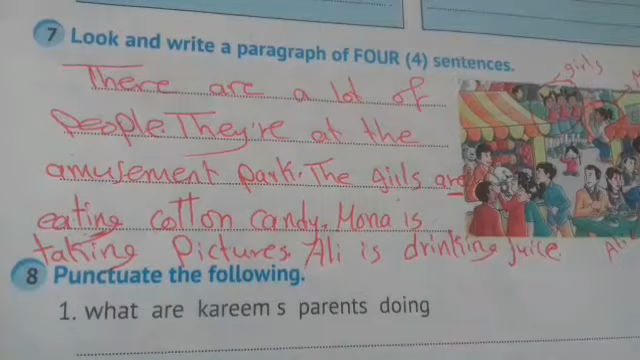 7 Look and write a paragraph of FOUR (4) sentences.
girls
There are a lot of
people. They're at the
amusement park. The girls are
eating cotton candy. Mona is
taking pictures. Ali is drinking juice.
Ali
8 Punctuate the following.
1. what are kareem s parents doing